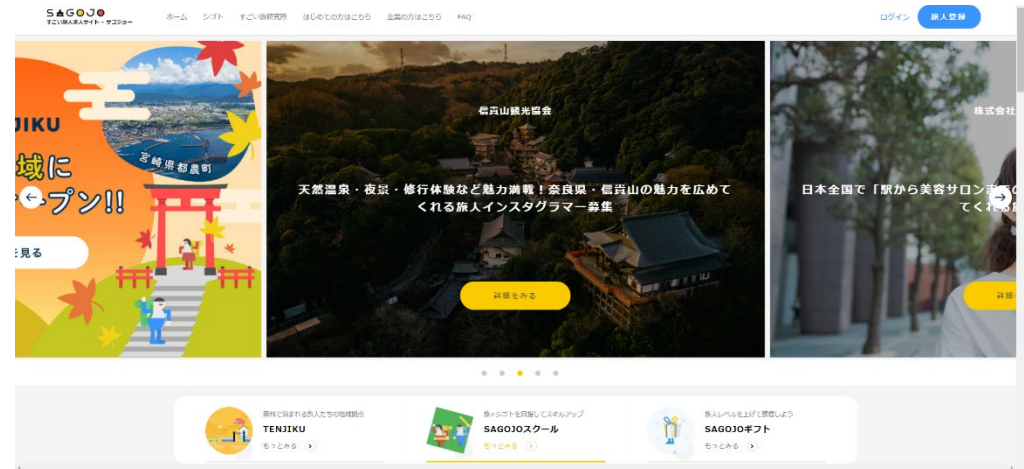 SAGOJO
すごい旅人求人サイト - サゴジョー
ホーム シゴト すごい旅研究所 はじめての方はこちら 企業の方はこちら FAQ
ログイン 旅人登録
JIKU
域に
プン!!
を見る
宮崎県都農町
信貴山観光協会
天然温泉・夜景・修行体験など魅力満載！奈良県・信貴山の魅力を広めて
くれる旅人インスタグラマー募集
詳細をみる
株式会社
日本全国で「駅から美容サロンまでの
てくれる
詳細
無料で泊まれる旅人たちの地域拠点
TENJIKU
もっとみる
旅×シゴトを目指してスキルアップ
SAGOJOスクール
もっとみる
旅人レベルを上げて獲得しよう
SAGOJOギフト
もっとみる